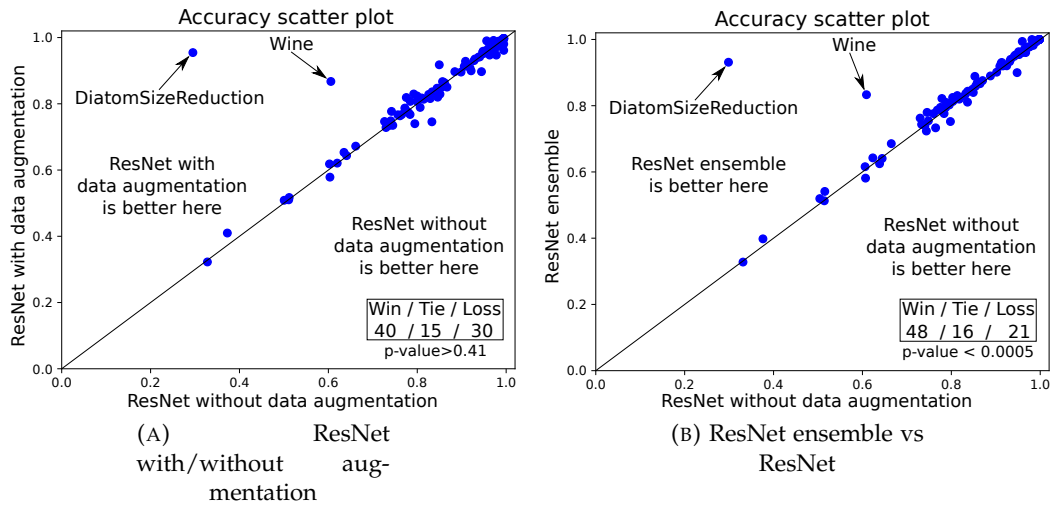 Accuracy scatter plot
ResNet with data augmentation
1.0
0.8
0.6
0.4
0.2
0.0
Wine
DiatomSizeReduction
ResNet with
data augmentation
is better here
ResNet without
data augmentation
is better here
Win / Tie / Loss
40 / 15 / 30
p-value>0.41
0.0 0.2 0.4 0.6 0.8 1.0
ResNet without data augmentation
(A) ResNet
with/without aug-
mentation
Accuracy scatter plot
ResNet ensemble
1.0
0.8
0.6
0.4
0.2
0.0
Wine
DiatomSizeReduction
ResNet ensemble
is better here
ResNet without
data augmentation
is better here
Win / Tie / Loss
48 / 16 / 21
p-value < 0.0005
0.0 0.2 0.4 0.6 0.8 1.0
ResNet without data augmentation
(B) ResNet ensemble vs
ResNet